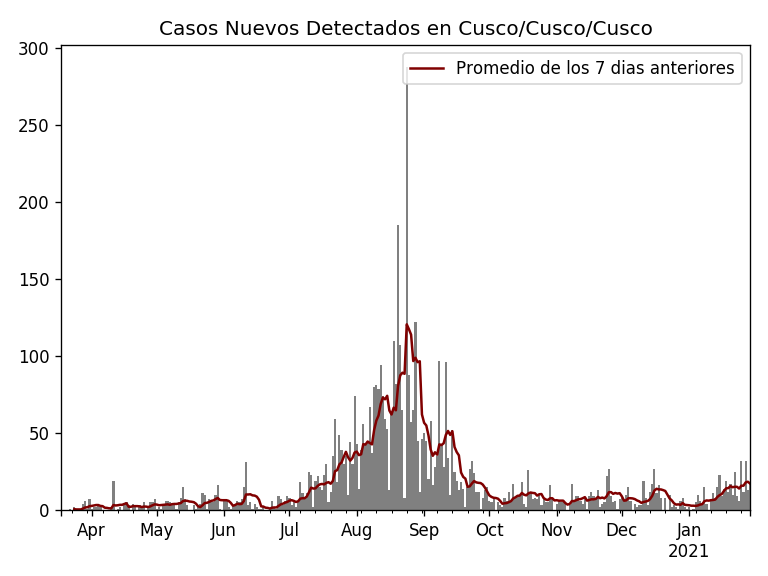 Casos Nuevos Detectados en Cusco/Cusco/Cusco
Promedio de los 7 dias anteriores
300
250
200
150
100
50
0
Apr May Jun Jul Aug Sep Oct Nov Dec Jan
2021